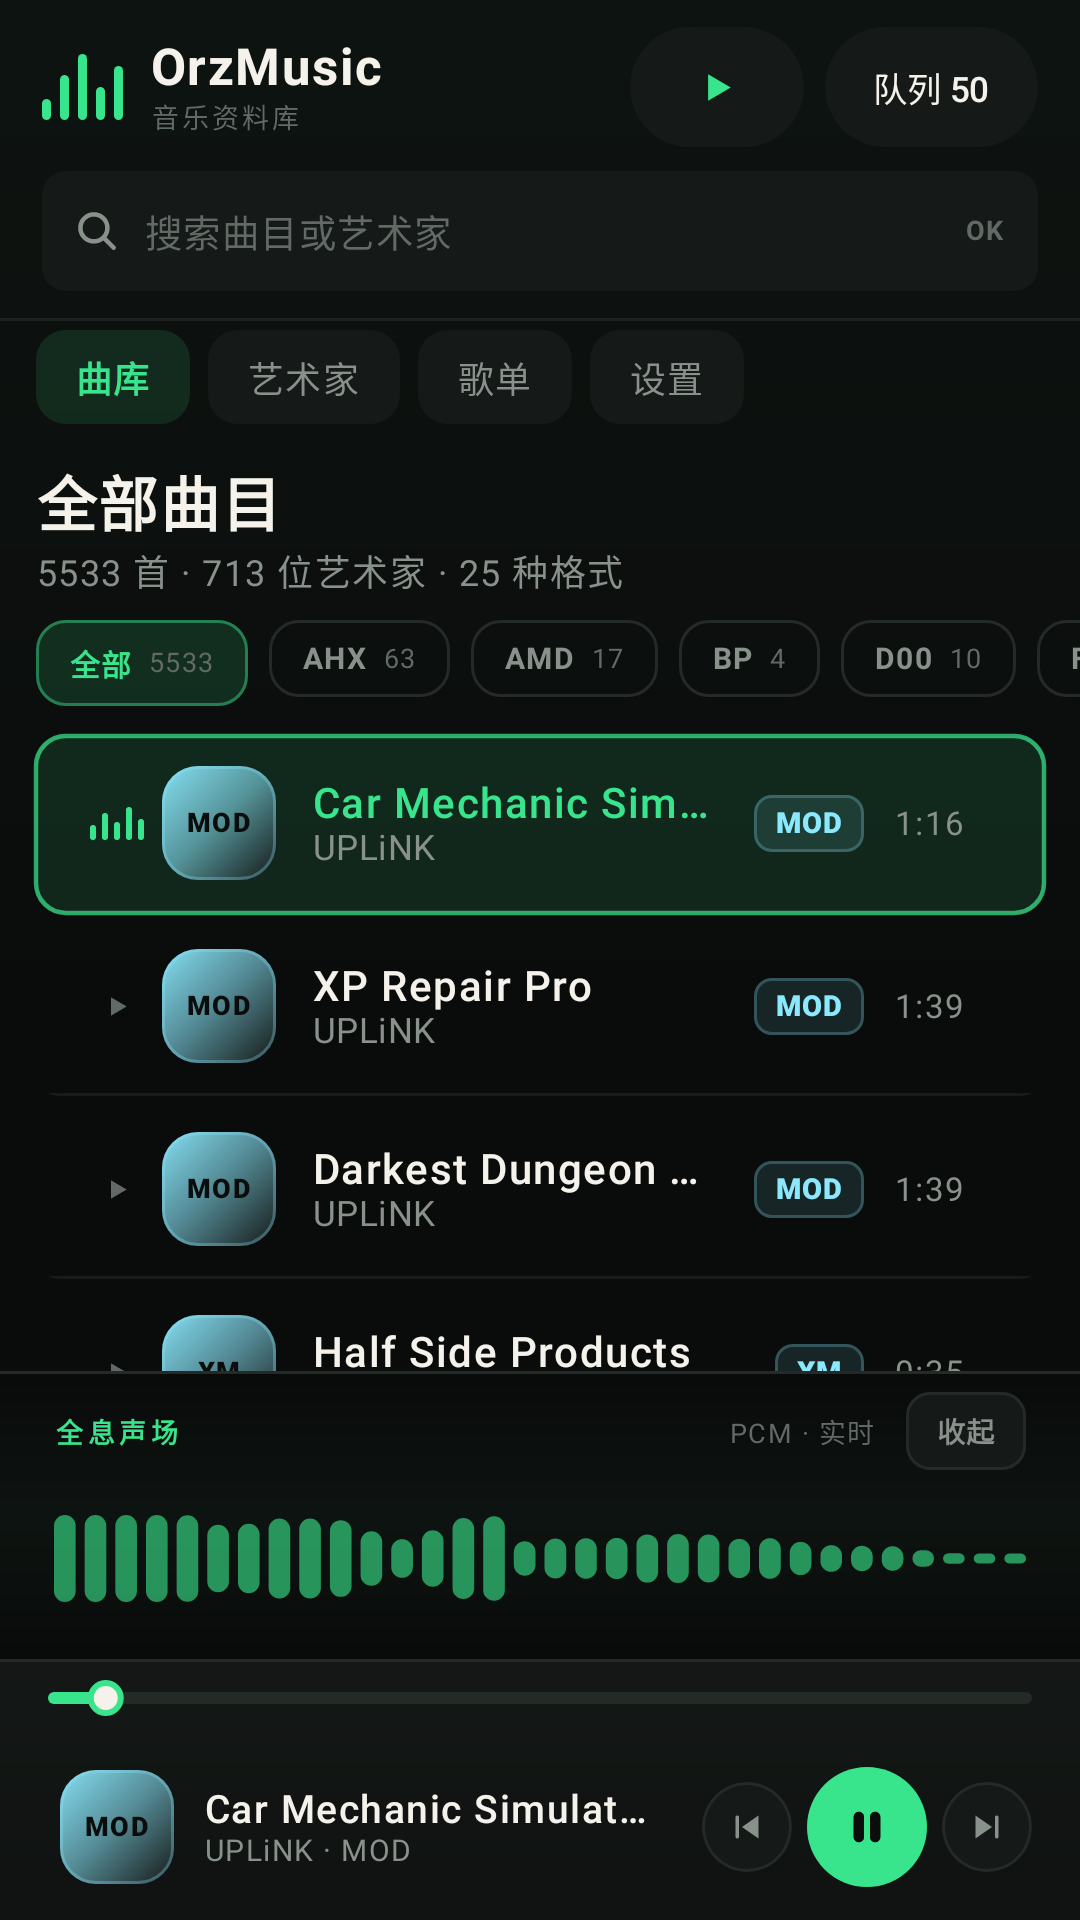 OrzMusic
音乐资料库
队列 50
搜索曲目或艺术家
OK
曲库 艺术家 歌单 设置
全部曲目
5533 首 · 713 位艺术家 · 25 种格式
全部 5533 AHX 63 AMD 17 BP 4 D00 10
MOD Car Mechanic Sim... MOD 1:16
UPLiNK
MOD XP Repair Pro MOD 1:39
UPLiNK
MOD Darkest Dungeon ... MOD 1:39
UPLiNK
XM Half Side Products XM 0:35
全息声场 PCM · 实时 收起
MOD Car Mechanic Simulat...
UPLiNK · MOD